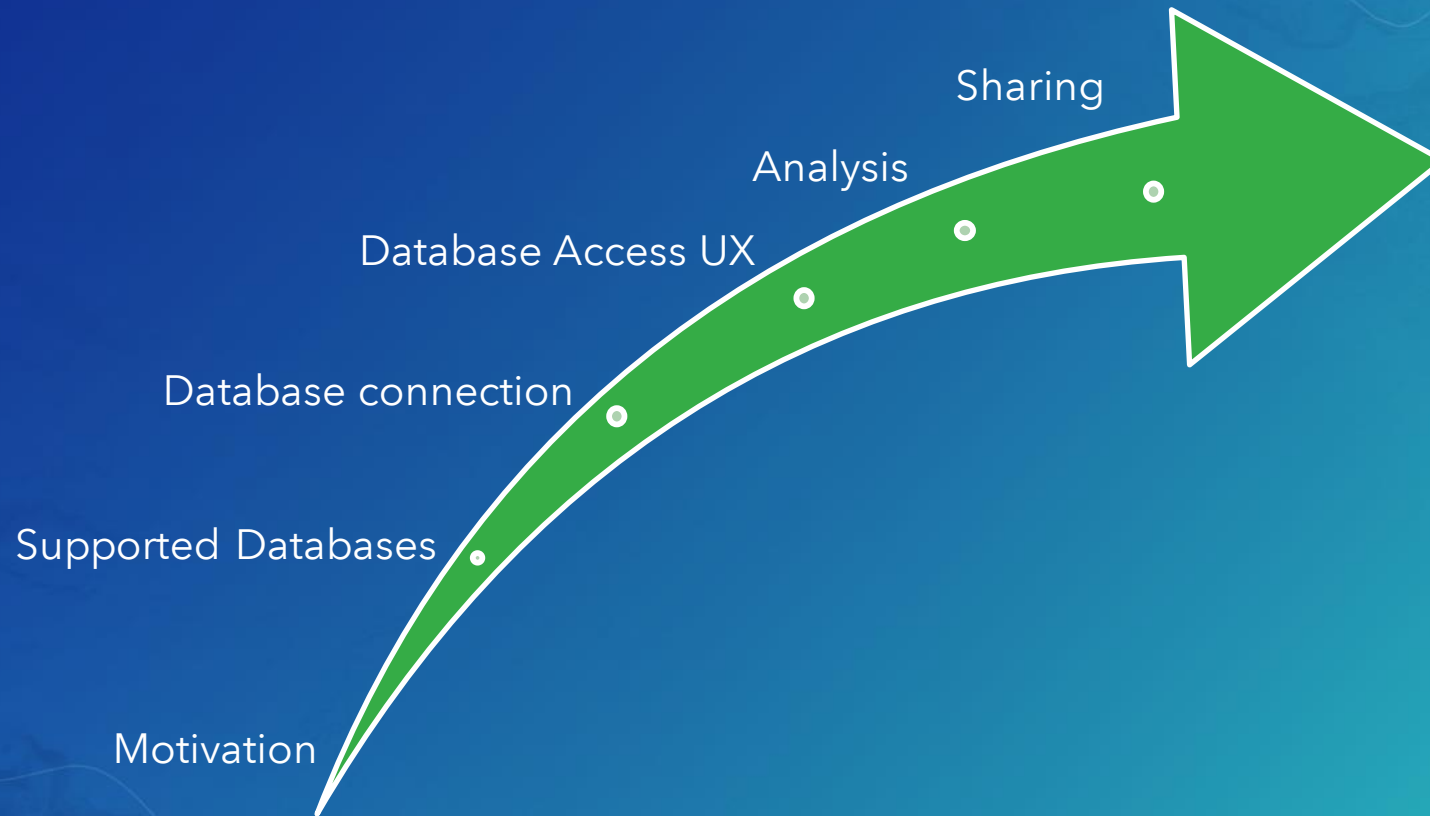 Sharing
Analysis
Database Access UX
Database connection
Supported Databases
Motivation